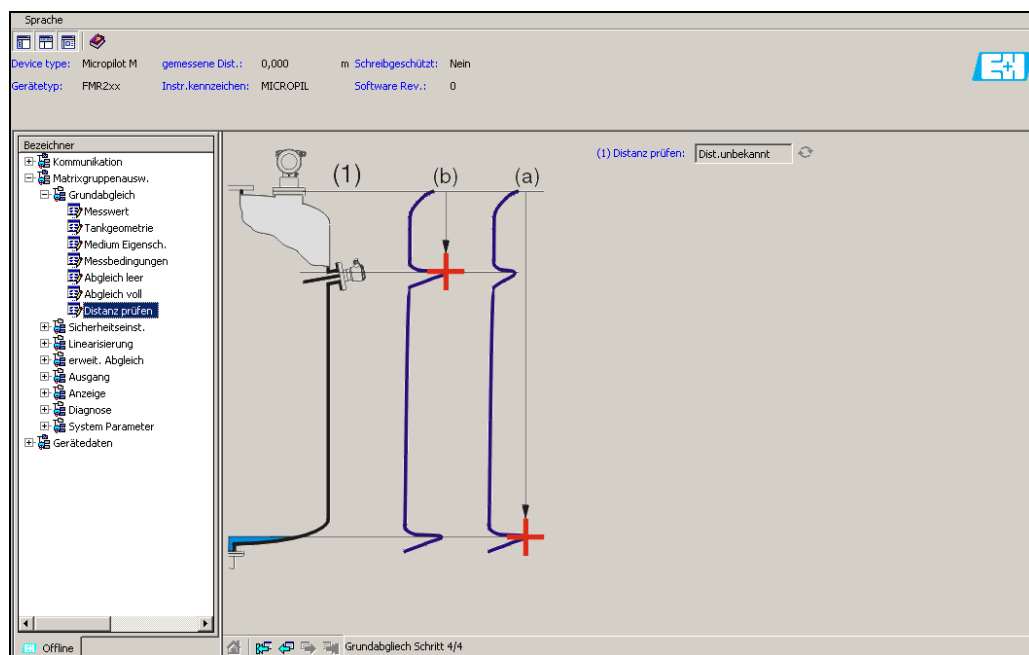 Sprache
Device type: Micropilot M gemessene Dist.: 0,000 m Schreibgeschützt: Nein
Gerätetyp: FMR2xx Instr.kennzeichen: MICROPIL Software Rev.: 0
E+H
Bezeichner
Kommunikation
Matrixgruppenausw.
Grundabgleich
Messwert
Tankgeometrie
Medium Eigensch.
Messbedingungen
Abgleich leer
Abgleich voll
Distanz prüfen
Sicherheitseinst.
Linearisierung
erweit. Abgleich
Ausgang
Anzeige
Diagnose
System Parameter
Gerätedaten
(1) (b) (a)
(1) Distanz prüfen: Dist.unbekannt
Offline
Grundabgliech Schritt 4/4